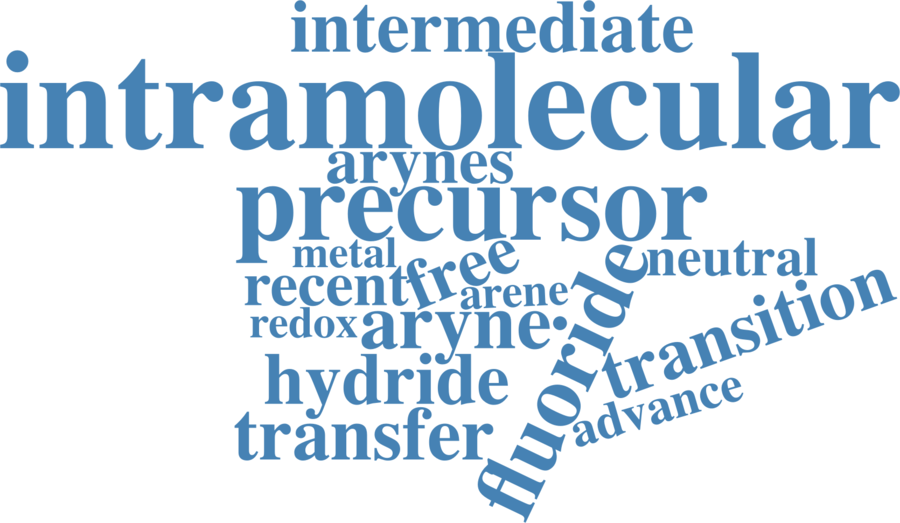 intermediate
intramolecular
arynes
precursor
metal
free
neutral
recent
arene
fluoride
transition
redox
aryne·
hydride
advance
transfer